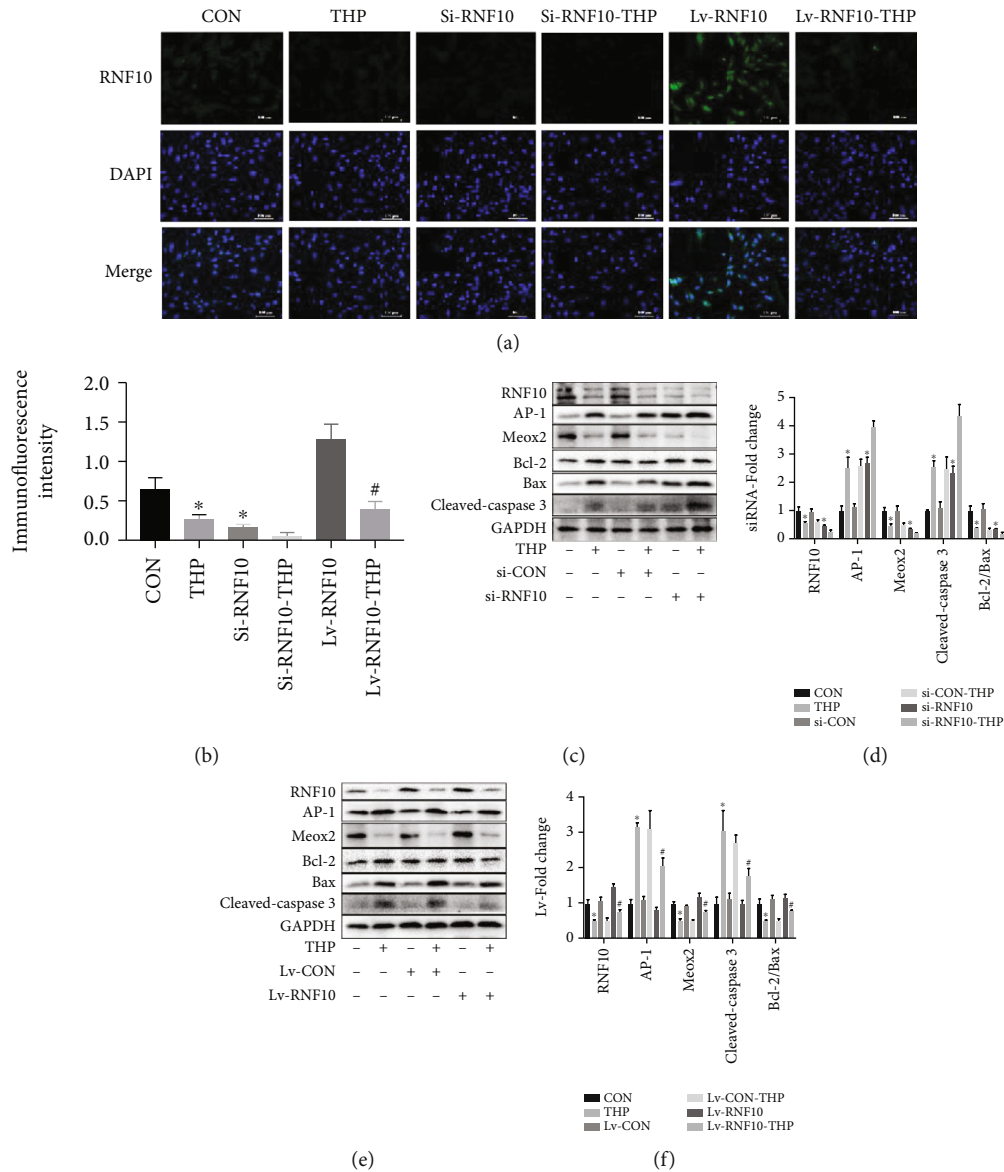 CON THP Si-RNF10 Si-RNF10-THP Lv-RNF10 Lv-RNF10-THP
RNF10
DAPI
Merge
(a)
Immunofluorescence
intensity
2.0
1.5
1.0
0.5
0.0
* * #
CON
THP
Si-RNF10
Si-RNF10-THP
Lv-RNF10
Lv-RNF10-THP
(b)
RNF10
AP-1
Meox2
Bcl-2
Bax
Cleaved-caspase 3
GAPDH
THP – + – + – +
si-CON – – + + – –
si-RNF10 – – – – + +
(c)
siRNA-Fold change
5
4
3
2
1
0
* * * * * * * * * *
RNF10
AP-1
Meox2
Cleaved-caspase 3
Bcl-2/Bax
CON
THP
si-CON
si-CON-THP
si-RNF10
si-RNF10-THP
(d)
RNF10
AP-1
Meox2
Bcl-2
Bax
Cleaved-caspase 3
GAPDH
THP – + – + – +
Lv-CON – – + + – –
Lv-RNF10 – – – – + +
(e)
Lv-Fold change
4
3
2
1
0
* # * # * # * # * #
RNF10
AP-1
Meox2
Cleaved-caspase 3
Bcl-2/Bax
CON
THP
Lv-CON
Lv-CON-THP
Lv-RNF10
Lv-RNF10-THP
(f)